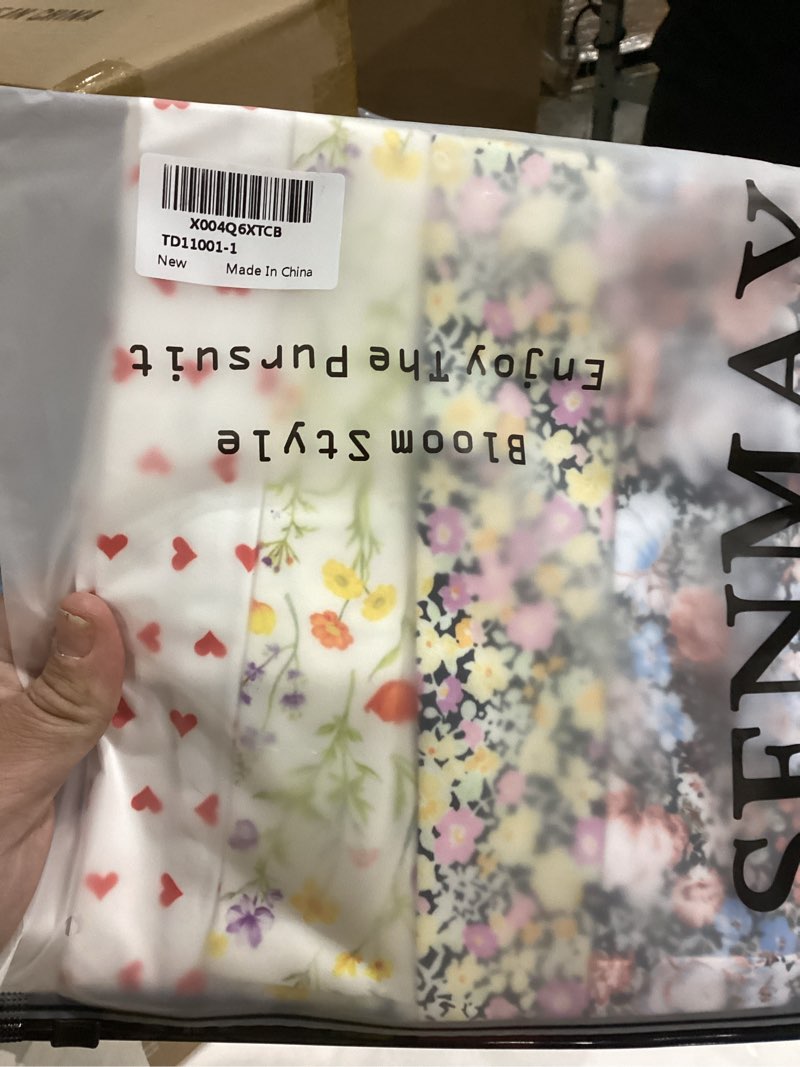 X004Q6XTCB
TD11001-1
New Made In China
Bloom Style
Enjoy The Pursuit
SENMAY